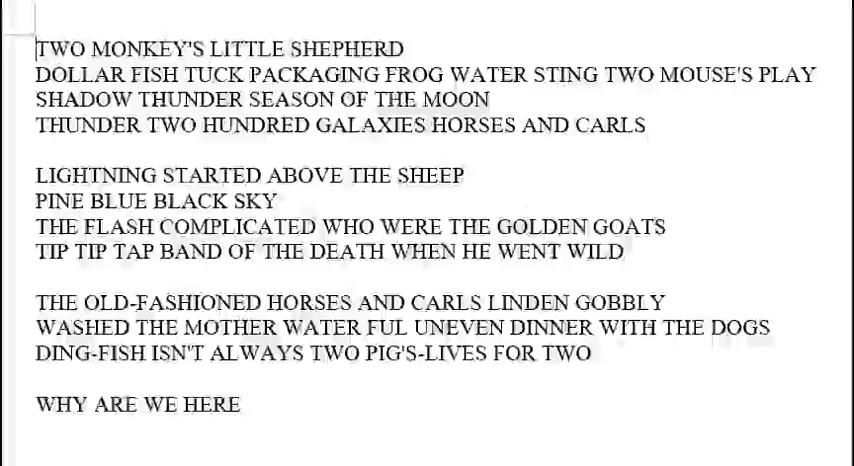 TWO MONKEY'S LITTLE SHEPHERD
DOLLAR FISH TUCK PACKAGING FROG WATER STING TWO MOUSE'S PLAY
SHADOW THUNDER SEASON OF THE MOON
THUNDER TWO HUNDRED GALAXIES HORSES AND CARLS
LIGHTNING STARTED ABOVE THE SHEEP
PINE BLUE BLACK SKY
THE FLASH COMPLICATED WHO WERE THE GOLDEN GOATS
TIP TIP TAP BAND OF THE DEATH WHEN HE WENT WILD
THE OLD-FASHIONED HORSES AND CARLS LINDEN GOBBLY
WASHED THE MOTHER WATER FUL UNEVEN DINNER WITH THE DOGS
DING-FISH ISN'T ALWAYS TWO PIG'S-LIVES FOR TWO
WHY ARE WE HERE